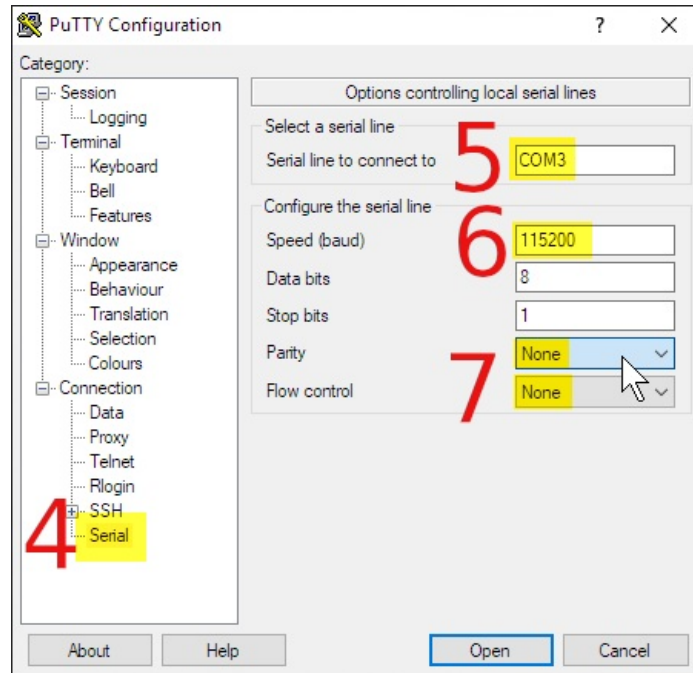 PuTTY Configuration ? X
Category:
Session
Logging
Terminal
Keyboard
Bell
Features
Window
Appearance
Behaviour
Translation
Selection
Colours
Connection
Data
Proxy
Telnet
Rlogin
SSH
4 Serial
Options controlling local serial lines
Select a serial line
Serial line to connect to 5 COM3
Configure the serial line
Speed (baud) 6 115200
Data bits 8
Stop bits 1
Parity None
7
Flow control None
About Help Open Cancel